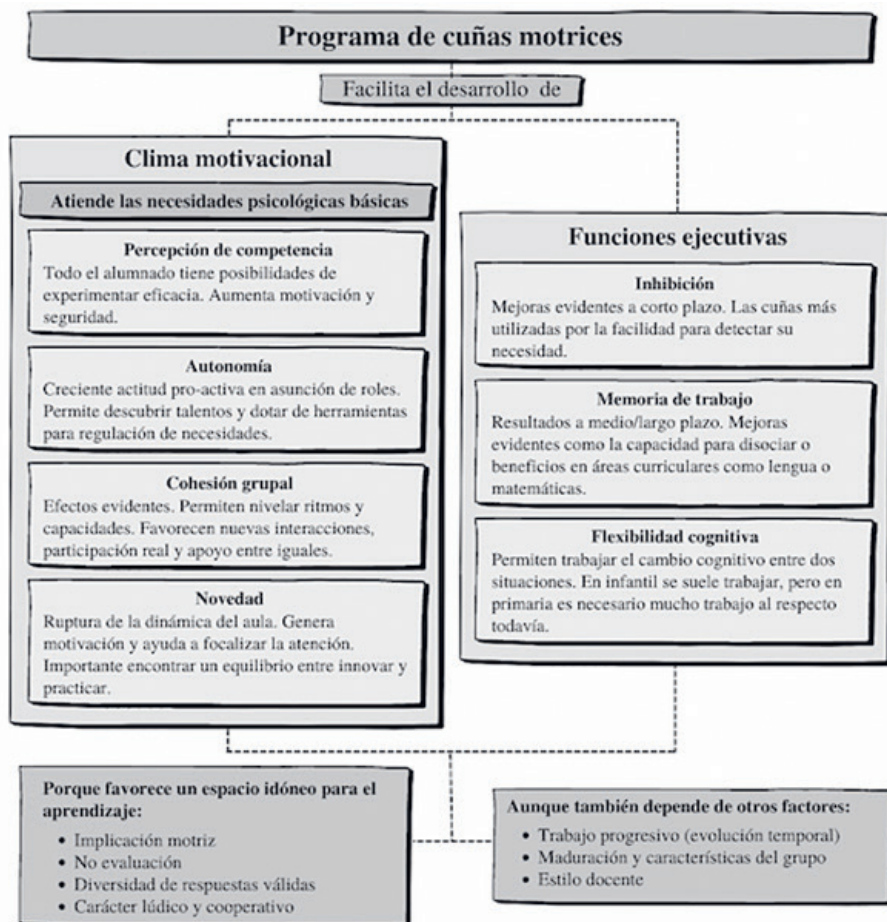 Programa de cuñas motrices
Facilita el desarrollo de
Clima motivacional
Atiende las necesidades psicológicas básicas
Percepción de competencia
Todo el alumnado tiene posibilidades de
experimentar eficacia. Aumenta motivación y
seguridad.
Autonomía
Creciente actitud pro-activa en asunción de roles.
Permite descubrir talentos y dotar de herramientas
para regulación de necesidades.
Cohesión grupal
Efectos evidentes. Permiten nivelar ritmos y
capacidades. Favorecen nuevas interacciones,
participación real y apoyo entre iguales.
Novedad
Ruptura de la dinámica del aula. Genera
motivación y ayuda a focalizar la atención.
Importante encontrar un equilibrio entre innovar y
practicar.
Funciones ejecutivas
Inhibición
Mejoras evidentes a corto plazo. Las cuñas más
utilizadas por la facilidad para detectar su
necesidad.
Memoria de trabajo
Resultados a medio/largo plazo. Mejoras
evidentes como la capacidad para disociar o
beneficios en áreas curriculares como lengua o
matemáticas.
Flexibilidad cognitiva
Permiten trabajar el cambio cognitivo entre dos
situaciones. En infantil se suele trabajar, pero en
primaria es necesario mucho trabajo al respecto
todavía.
Porque favorece un espacio idóneo para el
aprendizaje:
• Implicación motriz
• No evaluación
• Diversidad de respuestas válidas
• Carácter lúdico y cooperativo
Aunque también depende de otros factores:
• Trabajo progresivo (evolución temporal)
• Maduración y características del grupo
• Estilo docente